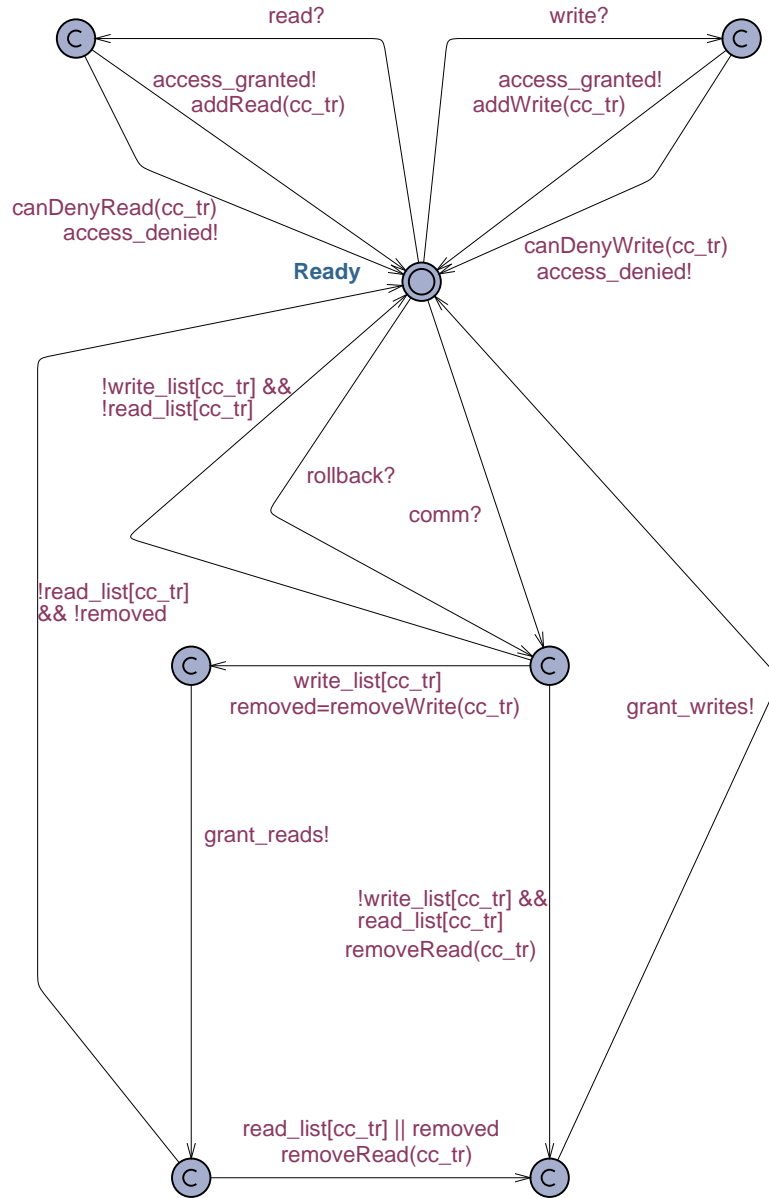 read?
write?
C
C
access_granted!
addRead(cc_tr)
access_granted!
addWrite(cc_tr)
canDenyRead(cc_tr)
access_denied!
canDenyWrite(cc_tr)
access_denied!
Ready
!write_list[cc_tr] &&
!read_list[cc_tr]
rollback?
comm?
!read_list[cc_tr]
&& !removed
C
C
write_list[cc_tr]
removed=removeWrite(cc_tr)
grant_writes!
grant_reads!
!write_list[cc_tr] &&
read_list[cc_tr]
removeRead(cc_tr)
read_list[cc_tr] || removed
removeRead(cc_tr)
C
C